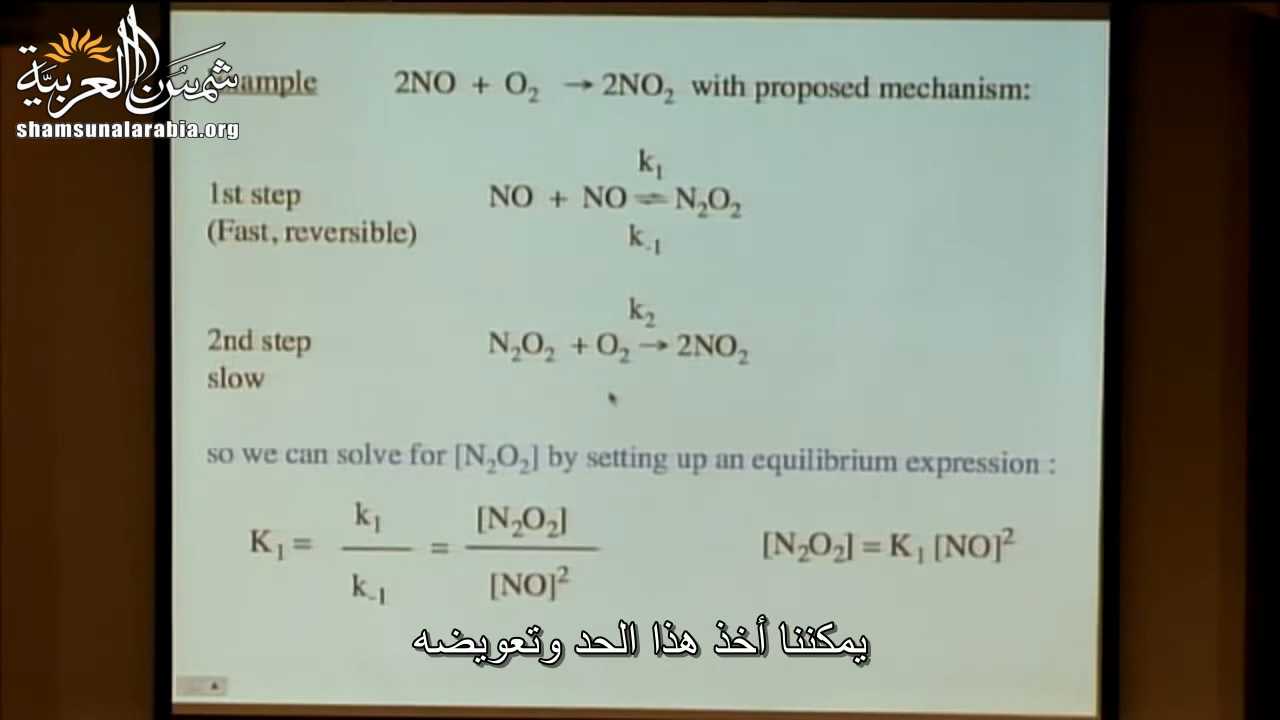 شمس العربية
shamsunalarabia.org
ample 2NO + O₂ → 2NO₂ with proposed mechanism:
k₁
1st step NO + NO ⇌ N₂O₂
(Fast, reversible) k₋₁
k₂
2nd step N₂O₂ + O₂ → 2NO₂
slow
so we can solve for [N₂O₂] by setting up an equilibrium expression :
K₁ = k₁ / k₋₁ = [N₂O₂] / [NO]² [N₂O₂] = K₁ [NO]²
يمكننا أخذ هذا الحد وتعويضه